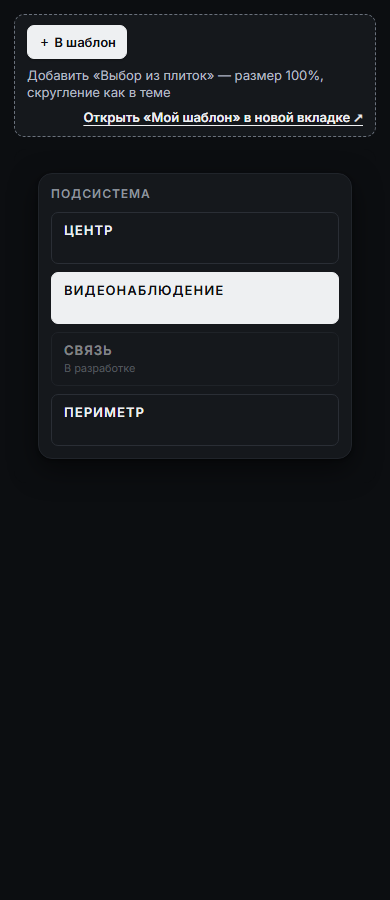 + В шаблон
Добавить «Выбор из плиток» — размер 100%,
скругление как в теме
Открыть «Мой шаблон» в новой вкладке ↗
ПОДСИСТЕМА
ЦЕНТР
ВИДЕОНАБЛЮДЕНИЕ
СВЯЗЬ
В разработке
ПЕРИМЕТР